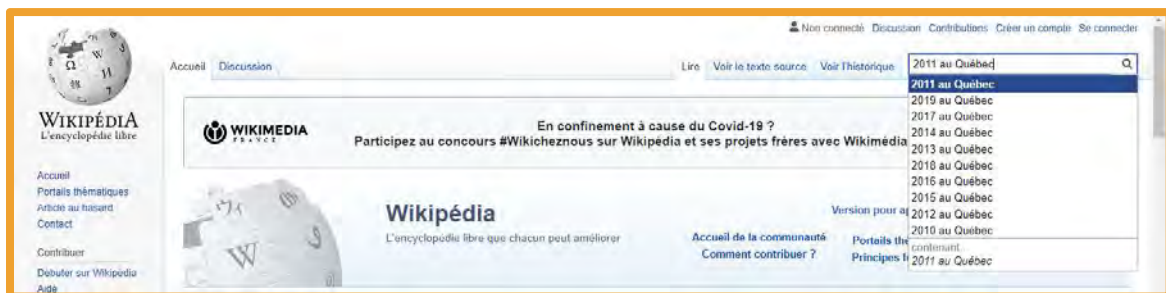 Non connecté Discussion Contributions Créer un compte Se connecter
Accueil Discussion
Lire Voir le texte source Voir l'historique
2011 au Québec
2011 au Québec
2019 au Québec
2017 au Québec
2014 au Québec
2013 au Québec
2018 au Québec
2016 au Québec
2015 au Québec
2012 au Québec
2010 au Québec
contenant...
2011 au Québec
WIKIPÉDIA
L'encyclopédie libre
Accueil
Portails thématiques
Article au hasard
Contact
Contribuer
Débuter sur Wikipédia
Aide
WIKIMEDIA
FRANCE
En confinement à cause du Covid-19 ?
Participez au concours #Wikicheznous sur Wikipédia et ses projets frères avec Wikimédia
Wikipédia
L'encyclopédie libre que chacun peut améliorer
Version pour ap
Accueil de la communauté
Comment contribuer ?
Portails thé
Principes f